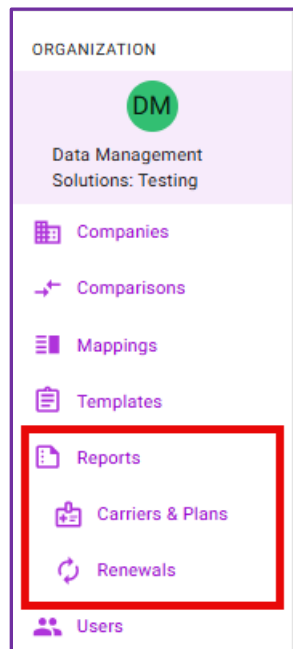 ORGANIZATION
DM
Data Management
Solutions: Testing
Companies
Comparisons
Mappings
Templates
Reports
Carriers & Plans
Renewals
Users